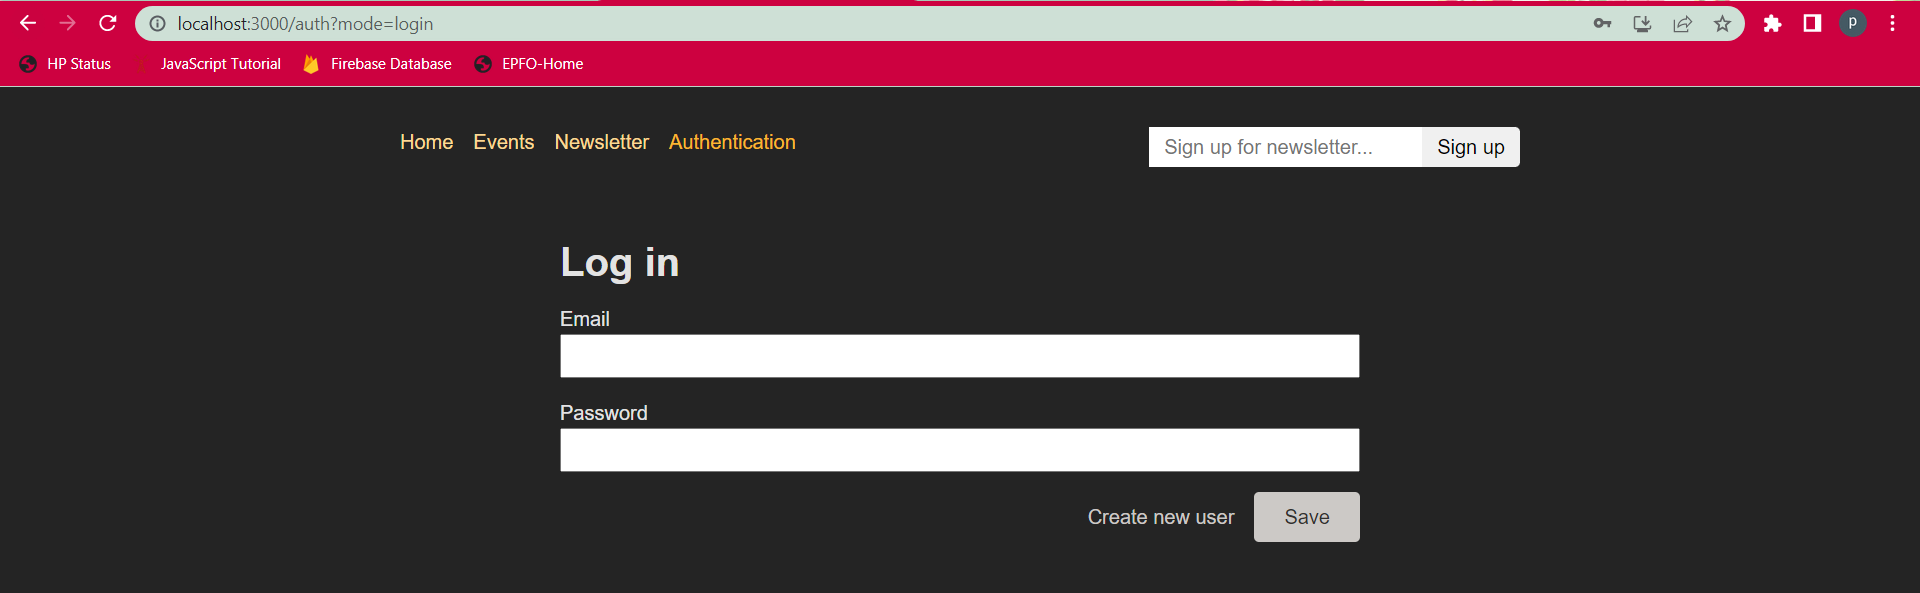 localhost:3000/auth?mode=login
P
HP Status JavaScript Tutorial Firebase Database EPFO-Home
Home Events Newsletter Authentication
Sign up for newsletter... Sign up
Log in
Email
Password
Create new user Save